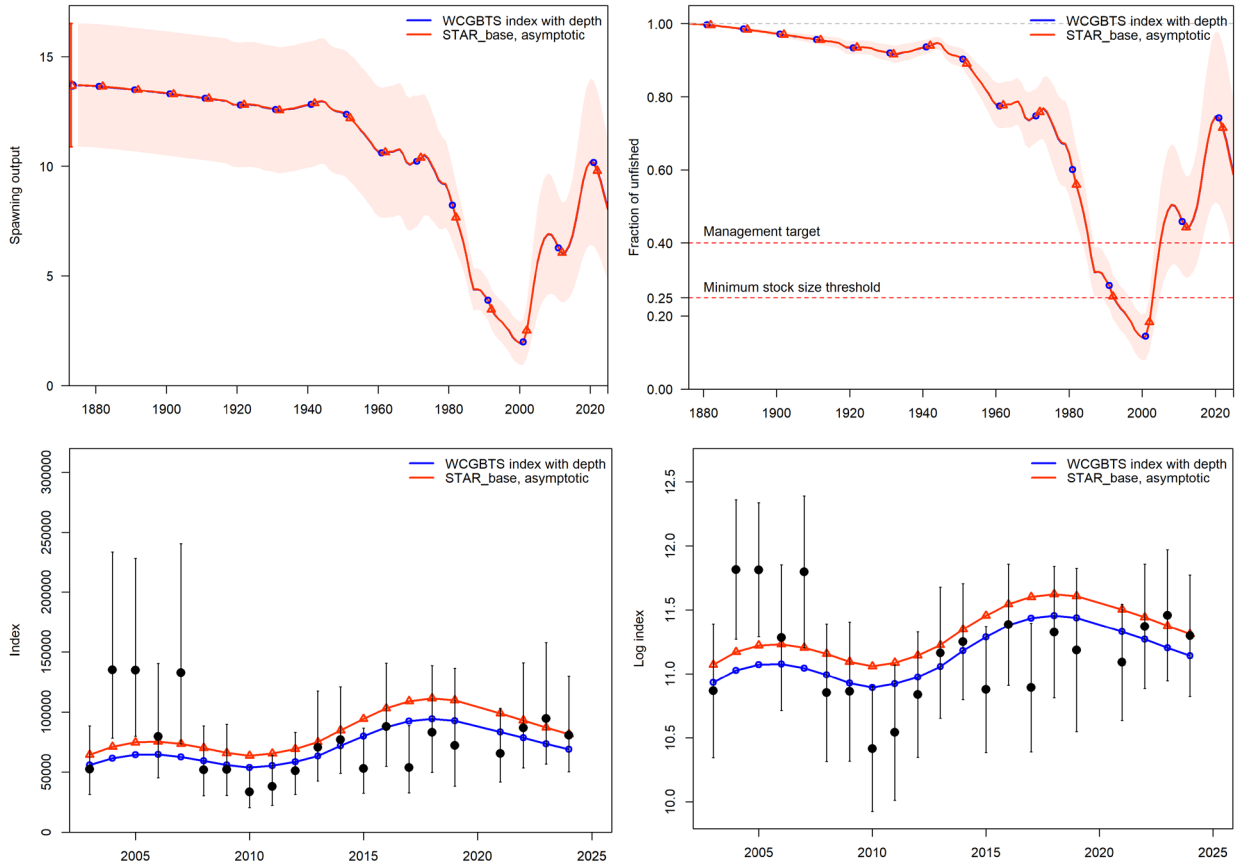 WCGBTS index with depth
STAR_base, asymptotic
Spawning output
15
10
5
0
1880 1900 1920 1940 1960 1980 2000 2020
WCGBTS index with depth
STAR_base, asymptotic
Fraction of unfished
1.00
0.80
0.60
0.40
0.25
0.20
0.00
Management target
Minimum stock size threshold
1880 1900 1920 1940 1960 1980 2000 2020
WCGBTS index with depth
STAR_base, asymptotic
Index
300000
250000
200000
150000
100000
50000
0
2005 2010 2015 2020 2025
WCGBTS index with depth
STAR_base, asymptotic
Log index
12.5
12.0
11.5
11.0
10.5
10.0
2005 2010 2015 2020 2025